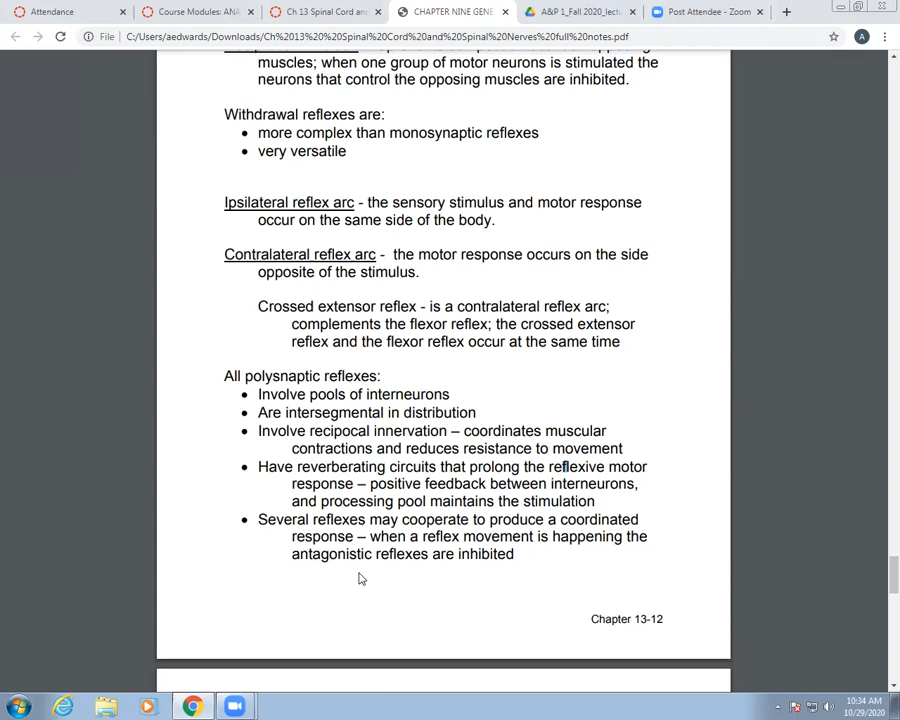 Attendance
Course Modules: ANA
Ch 13 Spinal Cord and
CHAPTER NINE GENE
A&P 1_Fall 2020_lectu
Post Attendee - Zoom
File
C:/Users/aedwards/Downloads/Ch%2013%20%20Spinal%20Cord%20and%20Spinal%20Nerves%20full%20notes.pdf
A
muscles; when one group of motor neurons is stimulated the
neurons that control the opposing muscles are inhibited.
Withdrawal reflexes are:
• more complex than monosynaptic reflexes
• very versatile
Ipsilateral reflex arc - the sensory stimulus and motor response
occur on the same side of the body.
Contralateral reflex arc - the motor response occurs on the side
opposite of the stimulus.
Crossed extensor reflex - is a contralateral reflex arc;
complements the flexor reflex; the crossed extensor
reflex and the flexor reflex occur at the same time
All polysnaptic reflexes:
• Involve pools of interneurons
• Are intersegmental in distribution
• Involve recipocal innervation – coordinates muscular
contractions and reduces resistance to movement
• Have reverberating circuits that prolong the reflexive motor
response – positive feedback between interneurons,
and processing pool maintains the stimulation
• Several reflexes may cooperate to produce a coordinated
response – when a reflex movement is happening the
antagonistic reflexes are inhibited
Chapter 13-12
10:34 AM
10/29/2020